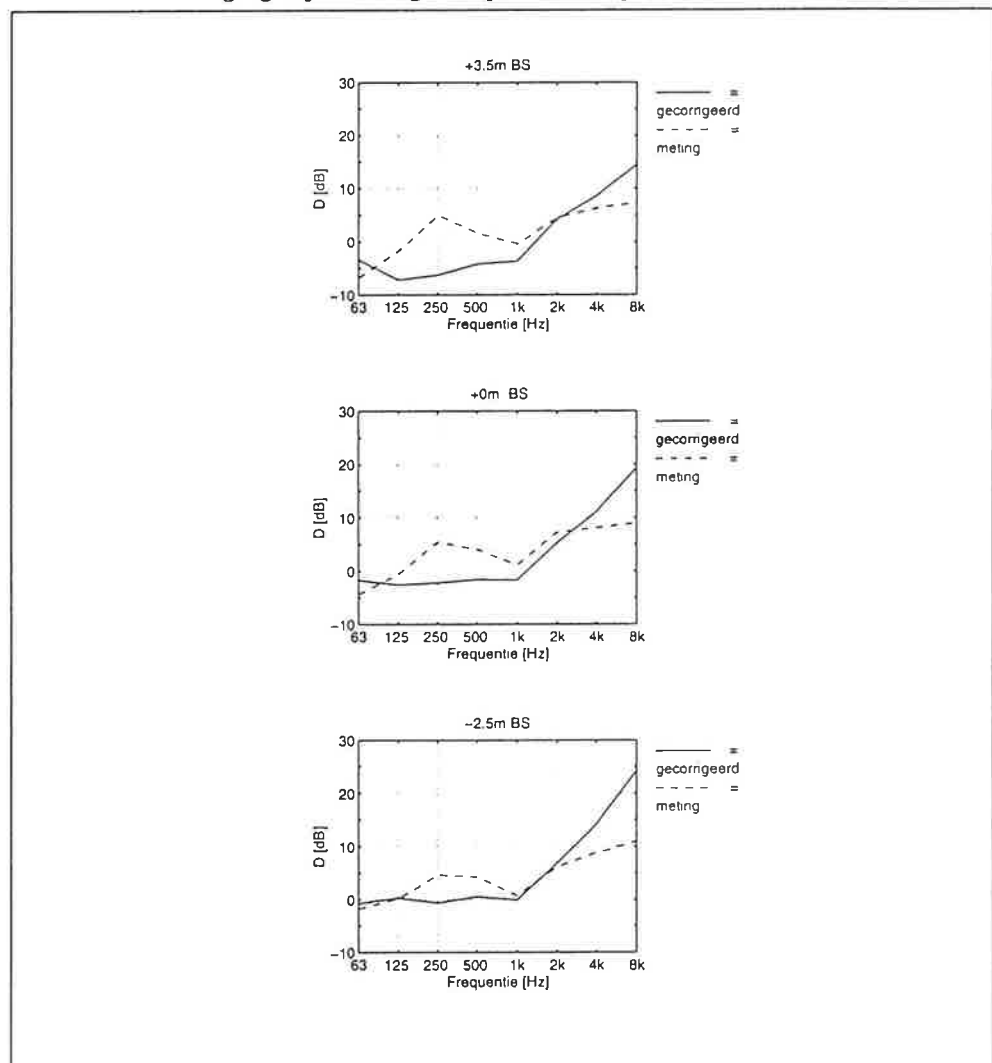 +3.5m BS
30
20
10
0
-10
D [dB]
63 125 250 500 1k 2k 4k 8k
Frequentie [Hz]
=
gecorrigeerd
=
meting
+0m BS
30
20
10
0
-10
D [dB]
63 125 250 500 1k 2k 4k 8k
Frequentie [Hz]
=
gecorrigeerd
=
meting
-2.5m BS
30
20
10
0
-10
D [dB]
63 125 250 500 1k 2k 4k 8k
Frequentie [Hz]
=
gecorrigeerd
=
meting